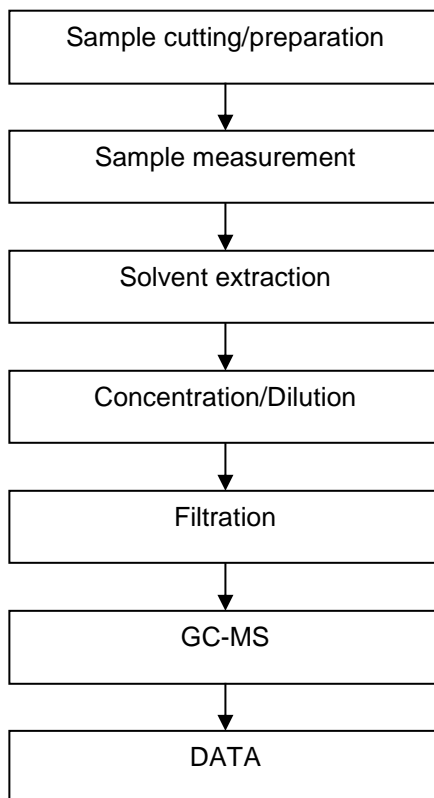 Sample cutting/preparation
Sample measurement
Solvent extraction
Concentration/Dilution
Filtration
GC-MS
DATA